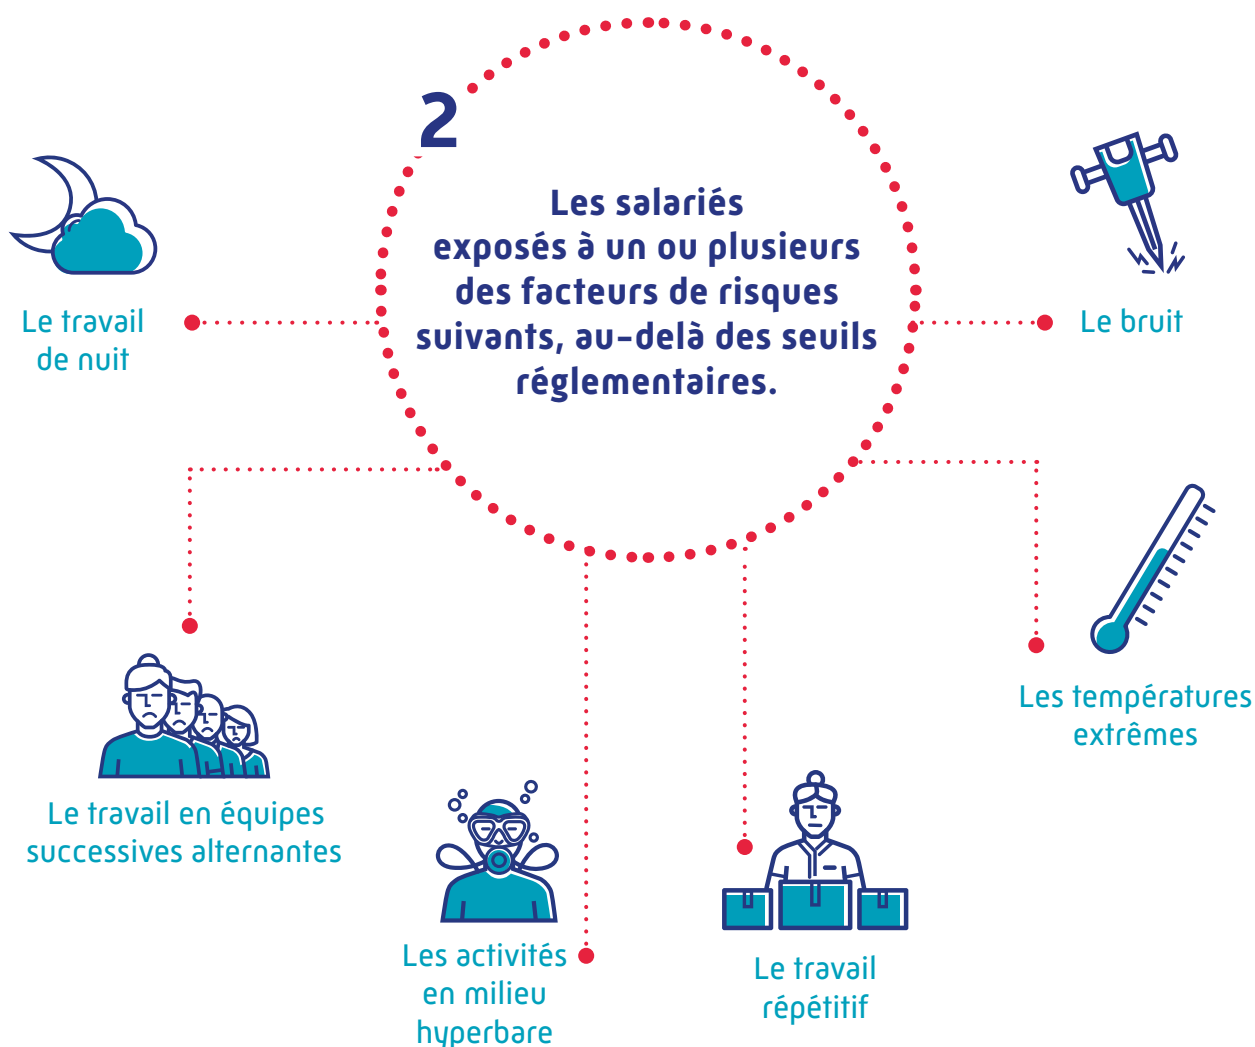 2
Les salariés
exposés à un ou plusieurs
des facteurs de risques
suivants, au-delà des seuils
réglementaires.
Le travail
de nuit
Le bruit
Les températures
extrêmes
Le travail en équipes
successives alternantes
Les activités
en milieu
hyperbare
Le travail
répétitif